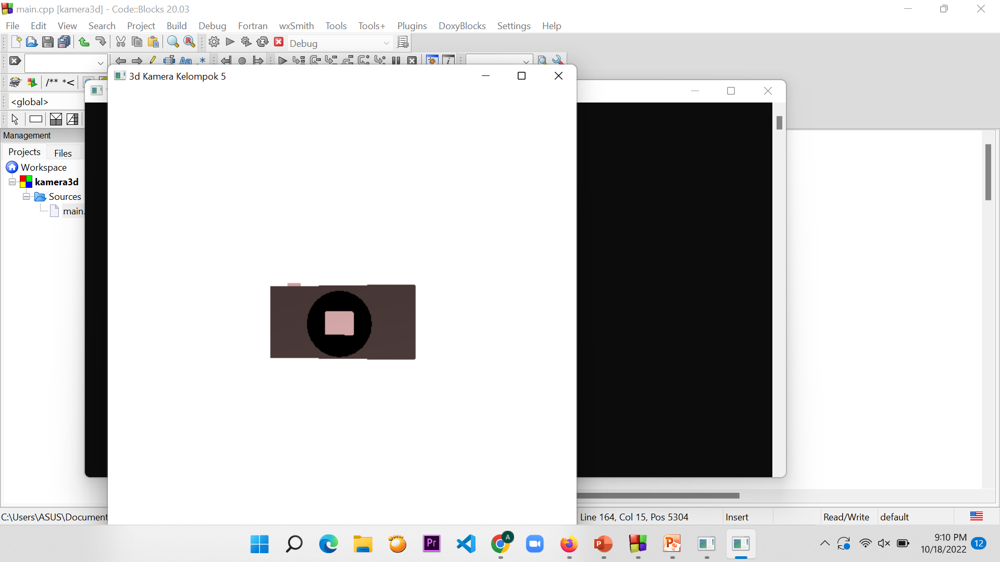 main.cpp [kamera3d] - Code::Blocks 20.03
File Edit View Search Project Build Debug Fortran wxSmith Tools Tools+ Plugins DoxyBlocks Settings Help
Debug
/** *<
3d Kamera Kelompok 5
<global>
Management
Projects Files
Workspace
kamera3d
Sources
main.
C:\Users\ASUS\Document
Line 164, Col 15, Pos 5304
Insert
Read/Write
default
Pr
A
P
9:10 PM
10/18/2022
12